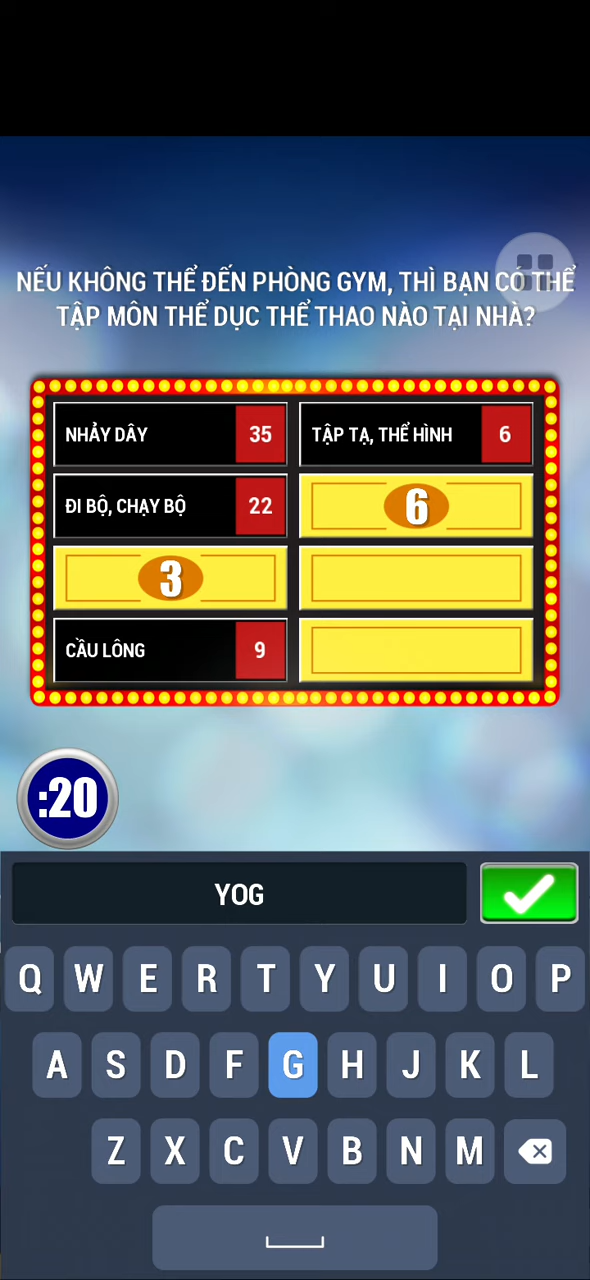 NẾU KHÔNG THỂ ĐẾN PHÒNG GYM, THÌ BẠN CÓ THỂ
TẬP MÔN THỂ DỤC THỂ THAO NÀO TẠI NHÀ?
NHẢY DÂY 35
TẬP TẠ, THỂ HÌNH 6
ĐI BỘ, CHẠY BỘ 22
6
3
CẦU LÔNG 9
:20
YOG
Q W E R T Y U I O P
A S D F G H J K L
Z X C V B N M